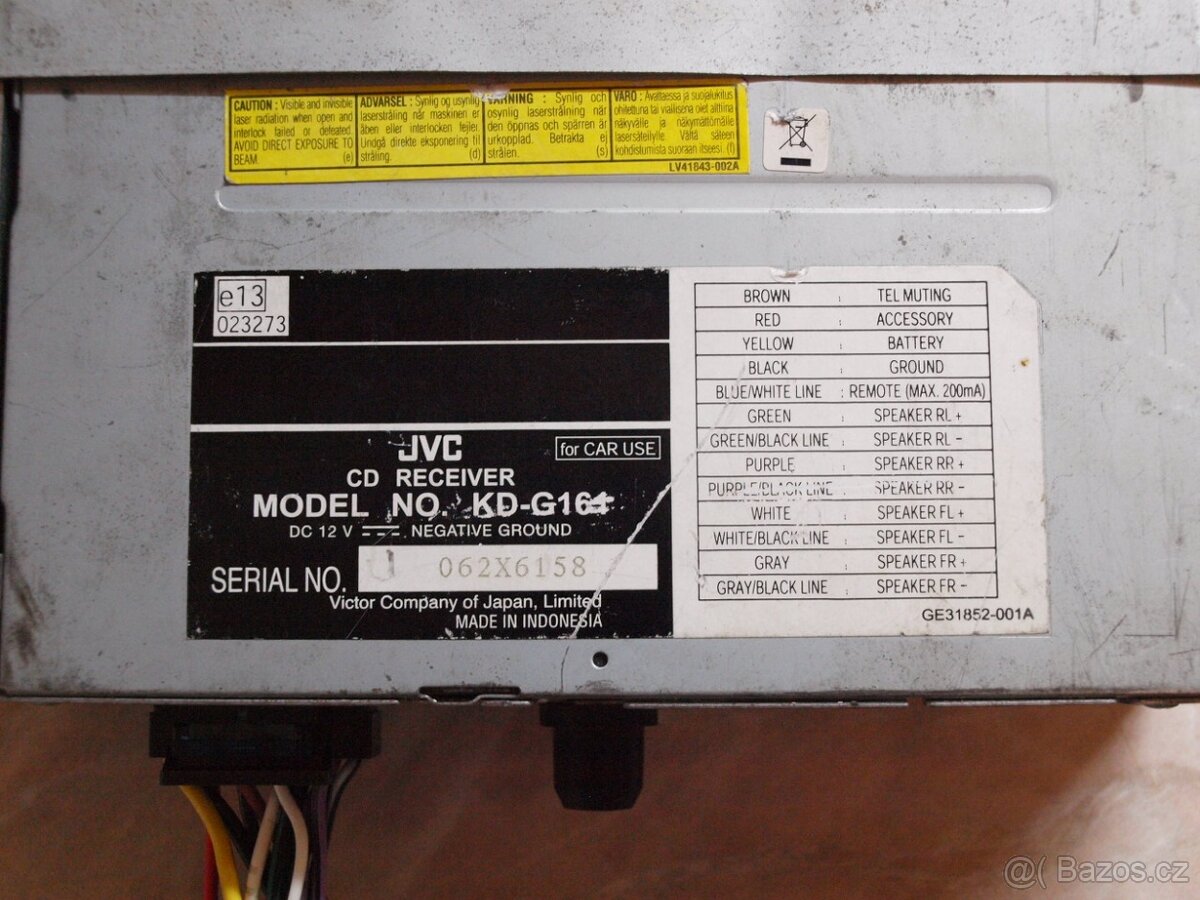 CAUTION : Visible and invisible
laser radiation when open and
interlock failed or defeated.
AVOID DIRECT EXPOSURE TO
BEAM. (e)
ADVARSEL : Synlig og usynlig
laserstråling når maskinen er
åben eller interlocken fejler.
Undgå direkte eksponering til
stråling. (d)
VARNING : Synlig och
osynlig laserstrålning när
den öppnas och spärren är
urkopplad. Betrakta ej
strålen. (s)
VARO : Avattaessa ja suojalukitus
ohitettuna tai viallisena olet alttiina
näkyvälle ja näkymättömälle
lasersäteilylle. Vältä säteen
kohdistumista suoraan itseesi. (f)
LV41843-002A
e13
023273
JVC
for CAR USE
CD RECEIVER
MODEL NO. KD-G161
DC 12 V NEGATIVE GROUND
SERIAL NO. U 062X6158
Victor Company of Japan, Limited
MADE IN INDONESIA
BROWN : TEL MUTING
RED : ACCESSORY
YELLOW : BATTERY
BLACK : GROUND
BLUE/WHITE LINE : REMOTE (MAX. 200mA)
GREEN : SPEAKER RL +
GREEN/BLACK LINE : SPEAKER RL −
PURPLE : SPEAKER RR +
PURPLE/BLACK LINE : SPEAKER RR −
WHITE : SPEAKER FL +
WHITE/BLACK LINE : SPEAKER FL −
GRAY : SPEAKER FR +
GRAY/BLACK LINE : SPEAKER FR −
GE31852-001A
@( Bazos.cz